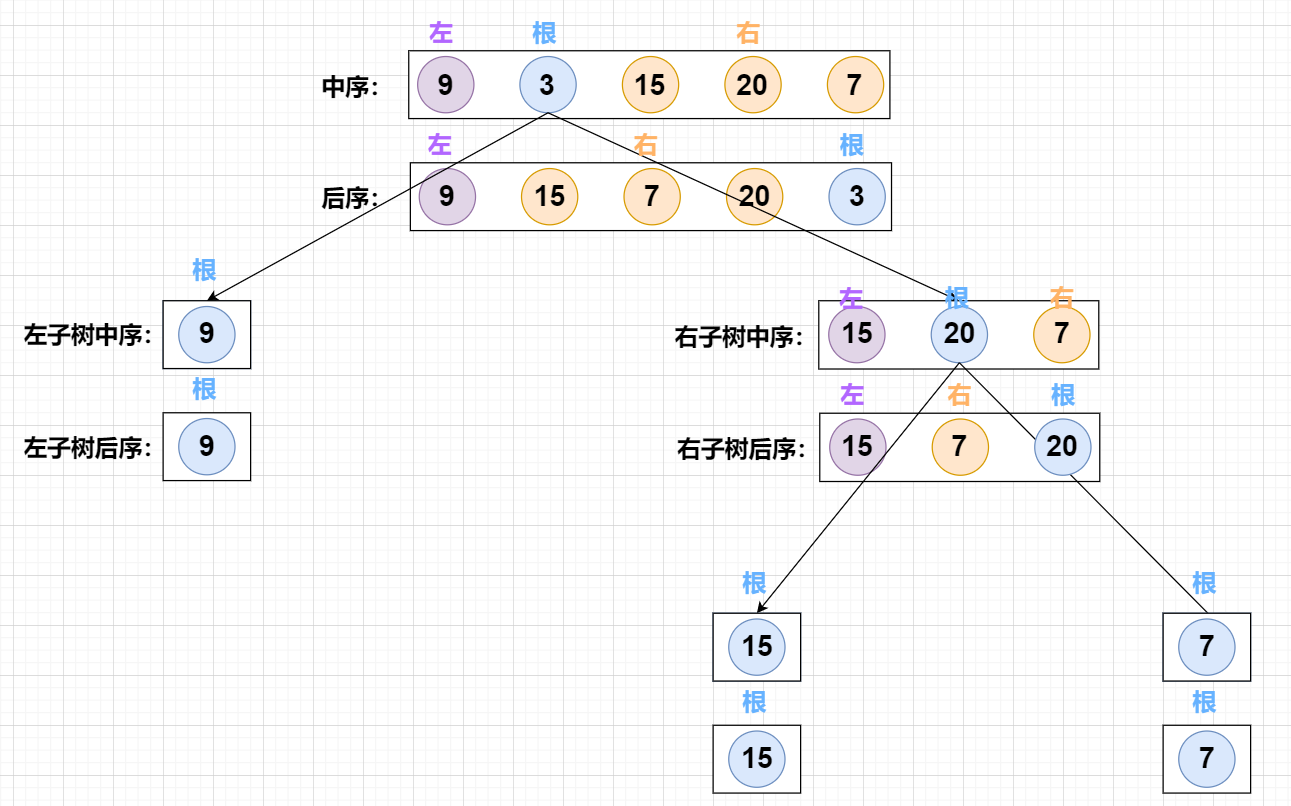 左 根 右
中序： 9 3 15 20 7
左 右 根
后序： 9 15 7 20 3
根
左子树中序： 9
根
左子树后序： 9
左 根 右
右子树中序： 15 20 7
左 右 根
右子树后序： 15 7 20
根 根
15 7
根 根
15 7